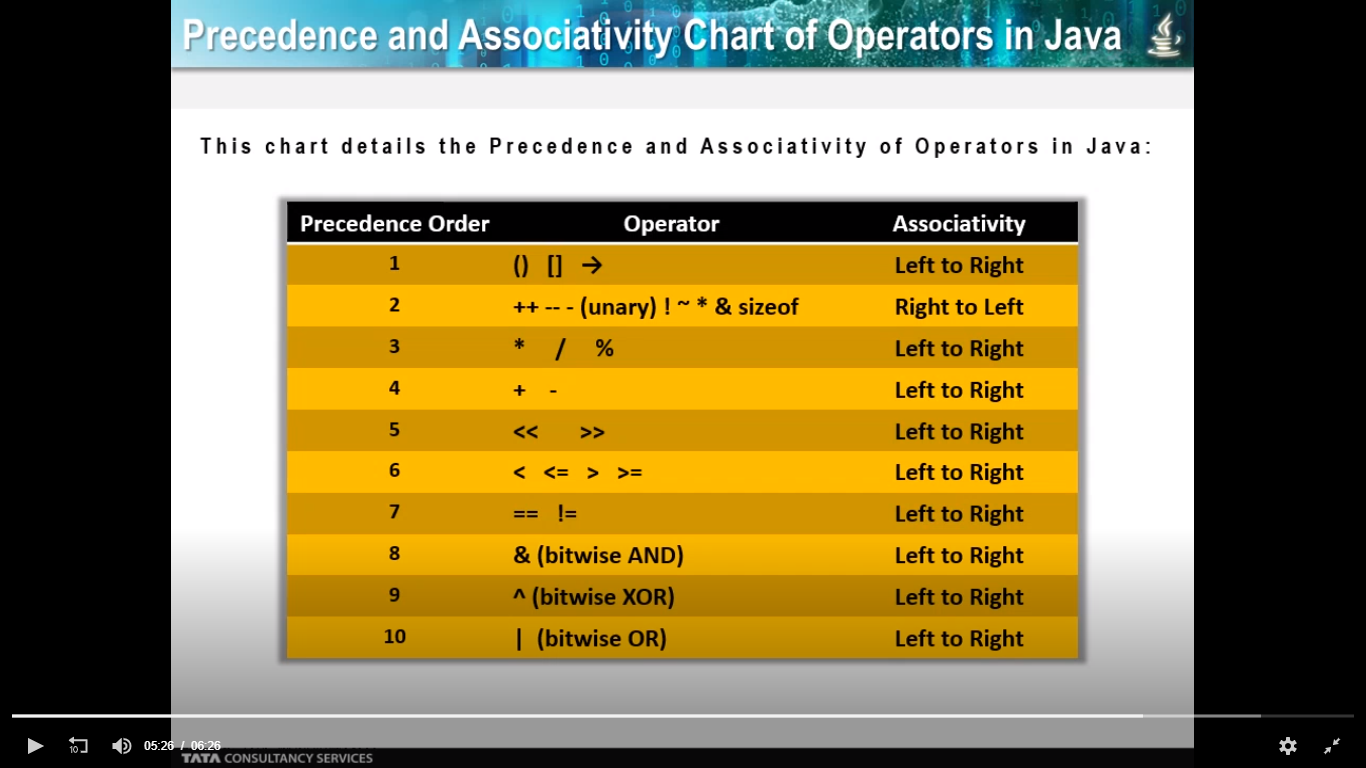 Precedence and Associativity Chart of Operators in Java
This chart details the Precedence and Associativity of Operators in Java:
Precedence Order Operator Associativity
1 () [] → Left to Right
2 ++ -- - (unary) ! ~ * & sizeof Right to Left
3 * / % Left to Right
4 + - Left to Right
5 << >> Left to Right
6 < <= > >= Left to Right
7 == != Left to Right
8 & (bitwise AND) Left to Right
9 ^ (bitwise XOR) Left to Right
10 | (bitwise OR) Left to Right
10 05:26 / 06:26
TATA CONSULTANCY SERVICES